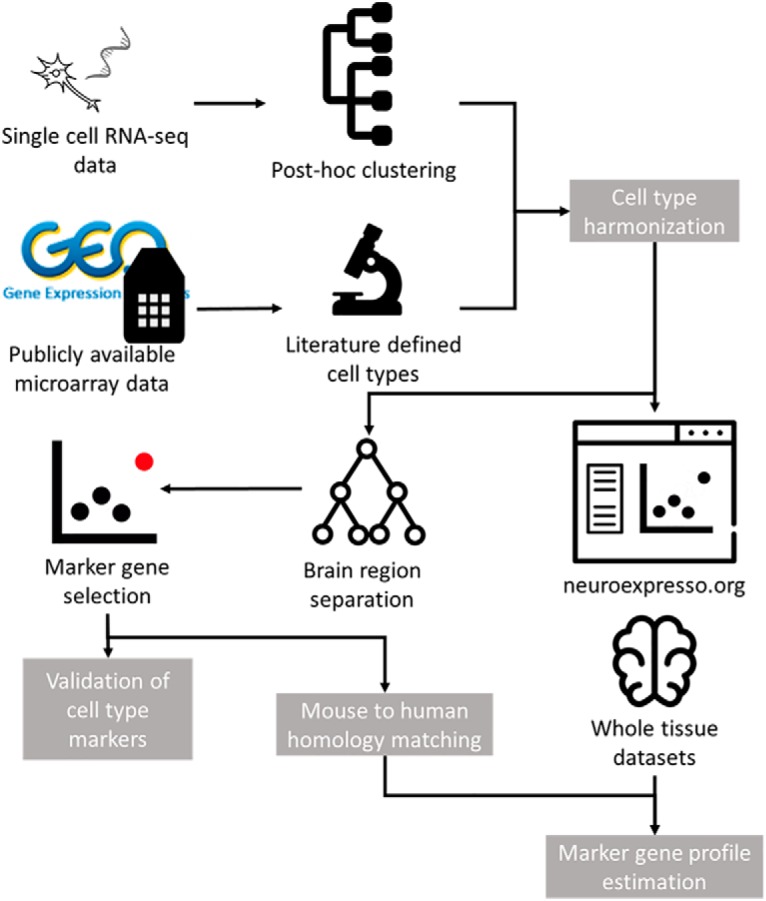 Single cell RNA-seq
data
Post-hoc clustering
Cell type
harmonization
GEO
Gene Expression
s
Publicly available
microarray data
Literature defined
cell types
Marker gene
selection
Brain region
separation
neuroexpresso.org
Validation of
cell type
markers
Mouse to human
homology matching
Whole tissue
datasets
Marker gene profile
estimation